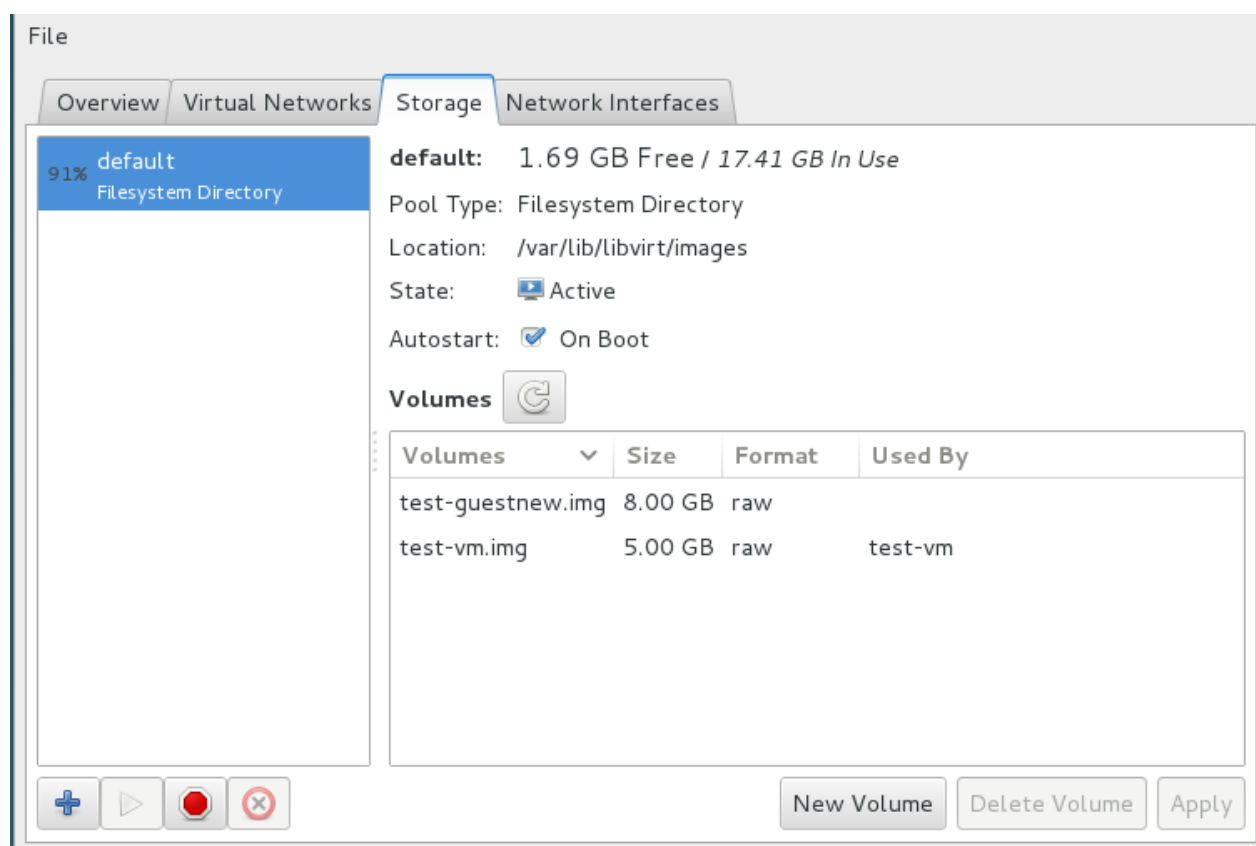 File
Overview Virtual Networks Storage Network Interfaces
91% default
Filesystem Directory
default: 1.69 GB Free / 17.41 GB In Use
Pool Type: Filesystem Directory
Location: /var/lib/libvirt/images
State: Active
Autostart: On Boot
Volumes
Volumes Size Format Used By
test-guestnew.img 8.00 GB raw
test-vm.img 5.00 GB raw test-vm
New Volume Delete Volume Apply